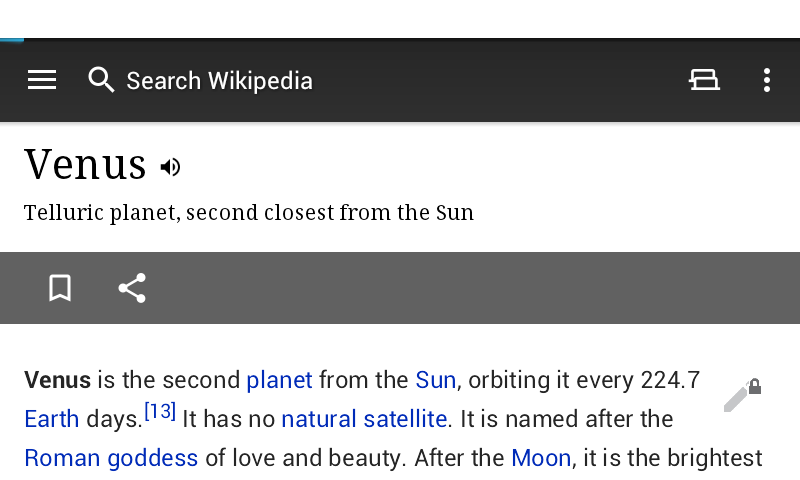 Search Wikipedia
Venus
Telluric planet, second closest from the Sun
Venus is the second planet from the Sun, orbiting it every 224.7
Earth days.[13] It has no natural satellite. It is named after the
Roman goddess of love and beauty. After the Moon, it is the brightest